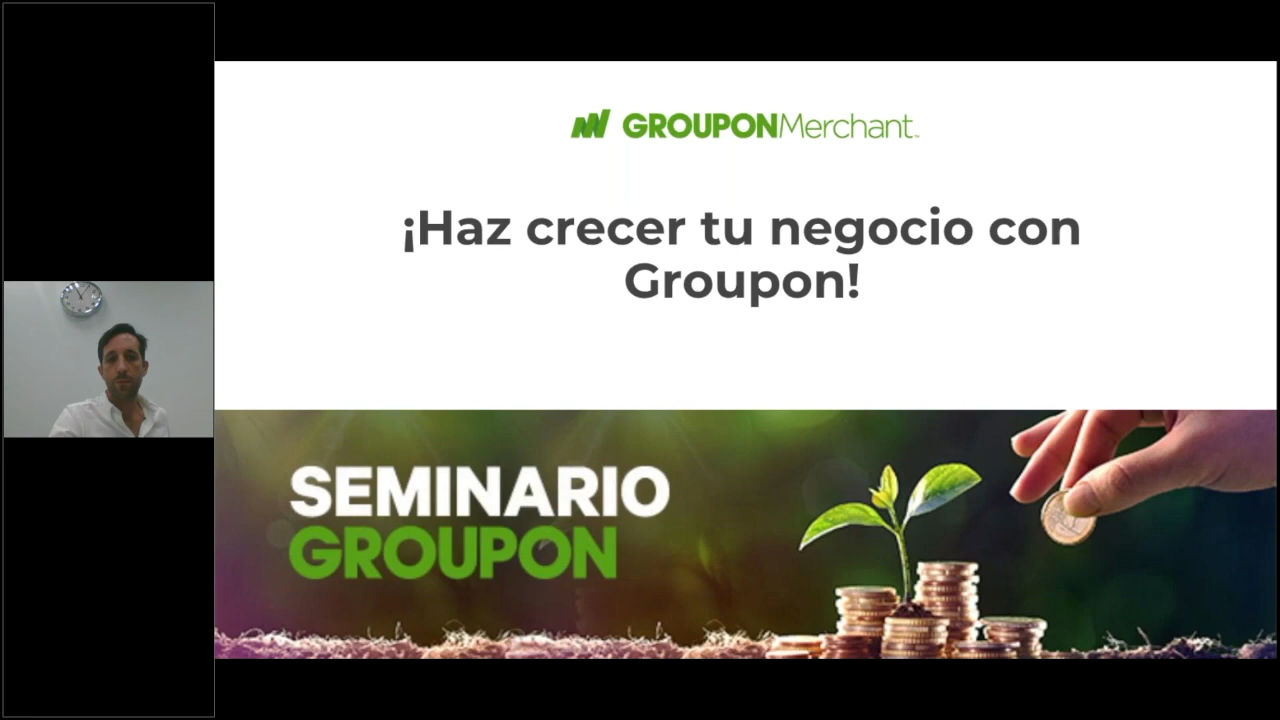 GROUPONMerchant
¡Haz crecer tu negocio con
Groupon!
SEMINARIO
GROUPON